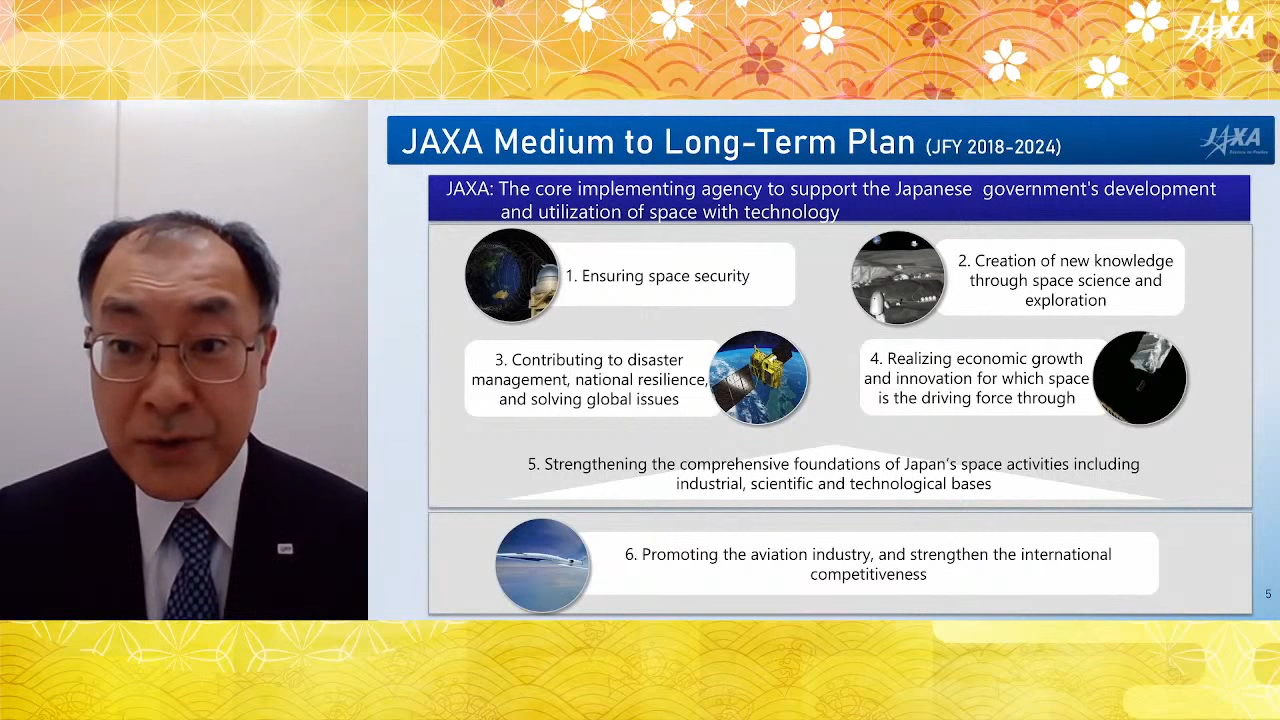 JAXA
JAXA Medium to Long-Term Plan (JFY 2018-2024)
JAXA
JAXA: The core implementing agency to support the Japanese government's development
and utilization of space with technology
1. Ensuring space security
2. Creation of new knowledge
through space science and
exploration
3. Contributing to disaster
management, national resilience,
and solving global issues
4. Realizing economic growth
and innovation for which space
is the driving force through
5. Strengthening the comprehensive foundations of Japan's space activities including
industrial, scientific and technological bases
6. Promoting the aviation industry, and strengthen the international
competitiveness
5